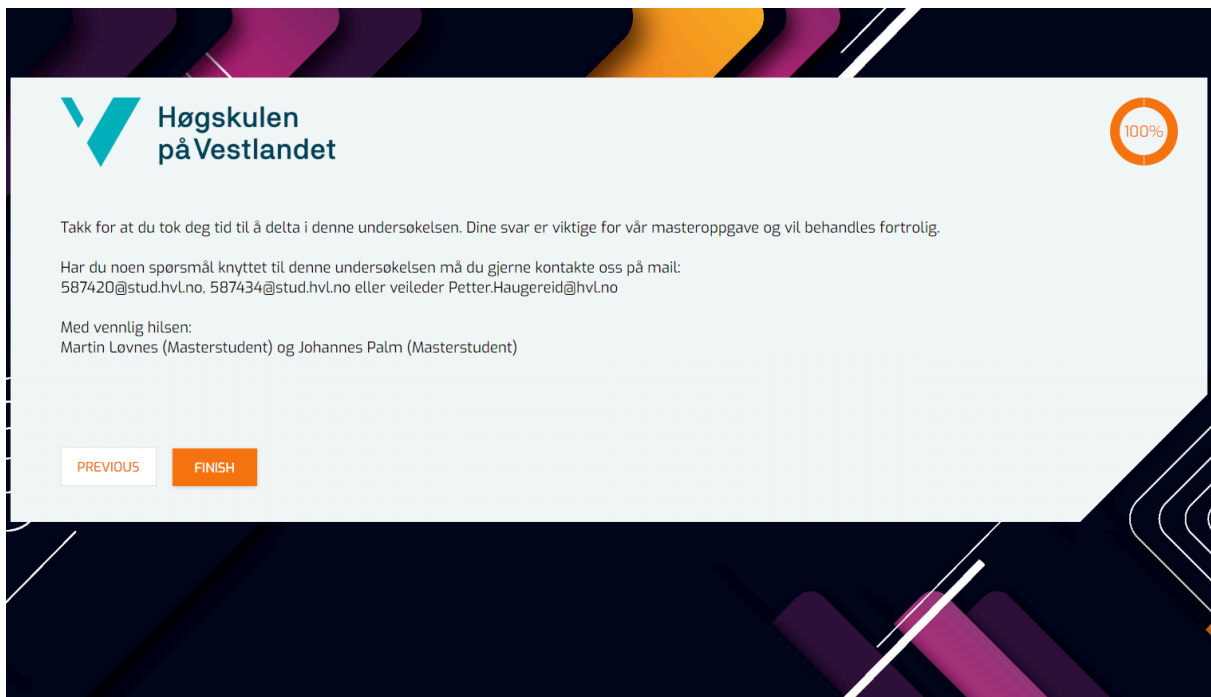 Høgskulen
på Vestlandet
100%
Takk for at du tok deg tid til å delta i denne undersøkelsen. Dine svar er viktige for vår masteroppgave og vil behandles fortrolig.
Har du noen spørsmål knyttet til denne undersøkelsen må du gjerne kontakte oss på mail:
587420@stud.hvl.no, 587434@stud.hvl.no eller veileder Petter.Haugereid@hvl.no
Med vennlig hilsen:
Martin Løvnes (Masterstudent) og Johannes Palm (Masterstudent)
PREVIOUS
FINISH